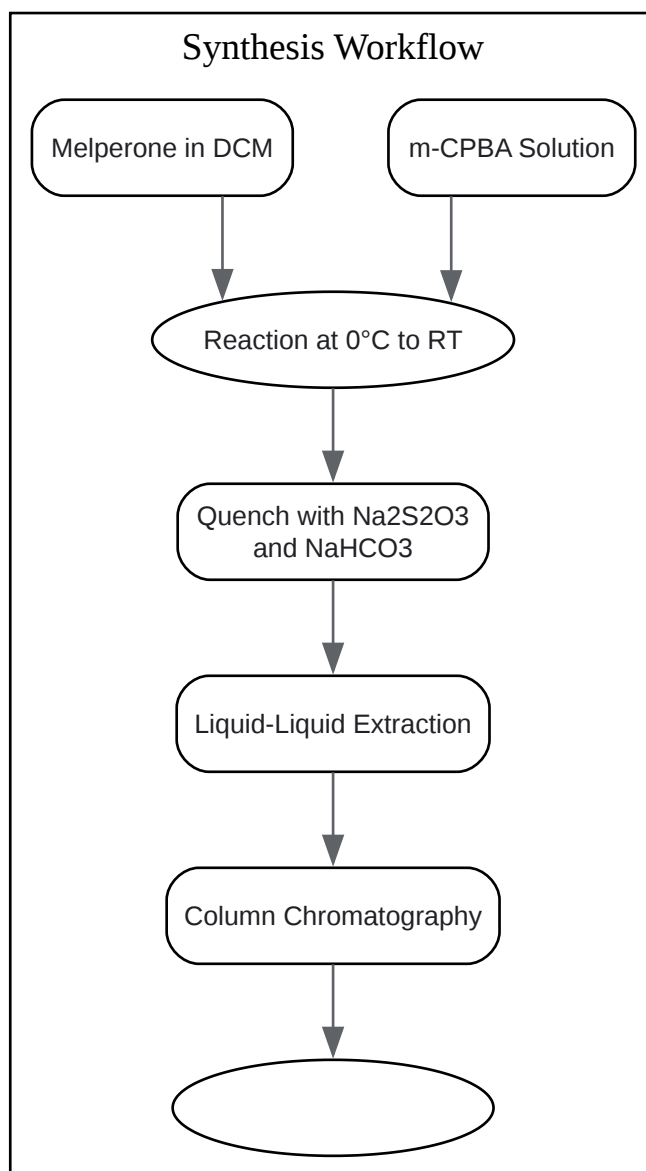 Synthesis Workflow
Melperone in DCM
m-CPBA Solution
Reaction at 0°C to RT
Quench with Na2S2O3
and NaHCO3
Liquid-Liquid Extraction
Column Chromatography